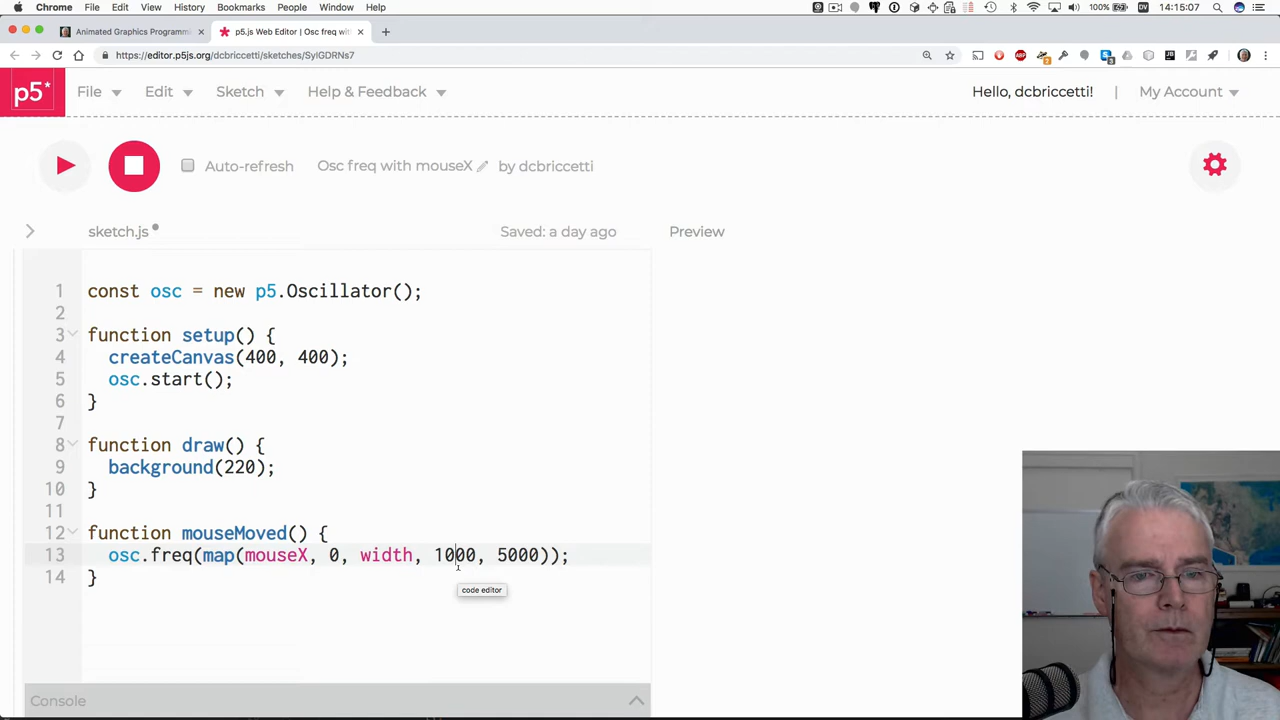 Chrome File Edit View History Bookmarks People Window Help 100% 14:15:07
Animated Graphics Programmi
p5.js Web Editor | Osc freq wit
https://editor.p5js.org/dcbriccetti/sketches/SylGDRNs7
p5* File Edit Sketch Help & Feedback Hello, dcbriccetti! | My Account
Auto-refresh Osc freq with mouseX by dcbriccetti
sketch.js Saved: a day ago Preview
1 const osc = new p5.Oscillator();
2
3 function setup() {
4 createCanvas(400, 400);
5 osc.start();
6 }
7
8 function draw() {
9 background(220);
10 }
11
12 function mouseMoved() {
13 osc.freq(map(mouseX, 0, width, 1000, 5000));
14 }
code editor
Console